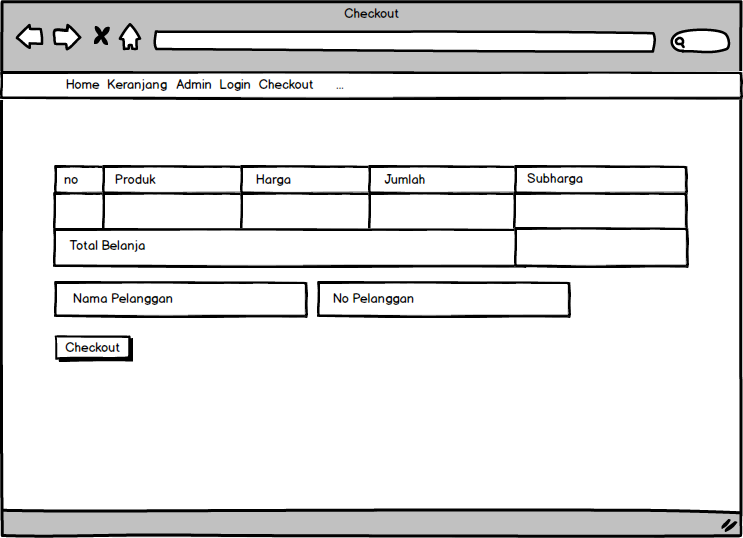 Checkout
Home Keranjang Admin Login Checkout ...
no Produk Harga Jumlah Subharga
Total Belanja
Nama Pelanggan No Pelanggan
Checkout